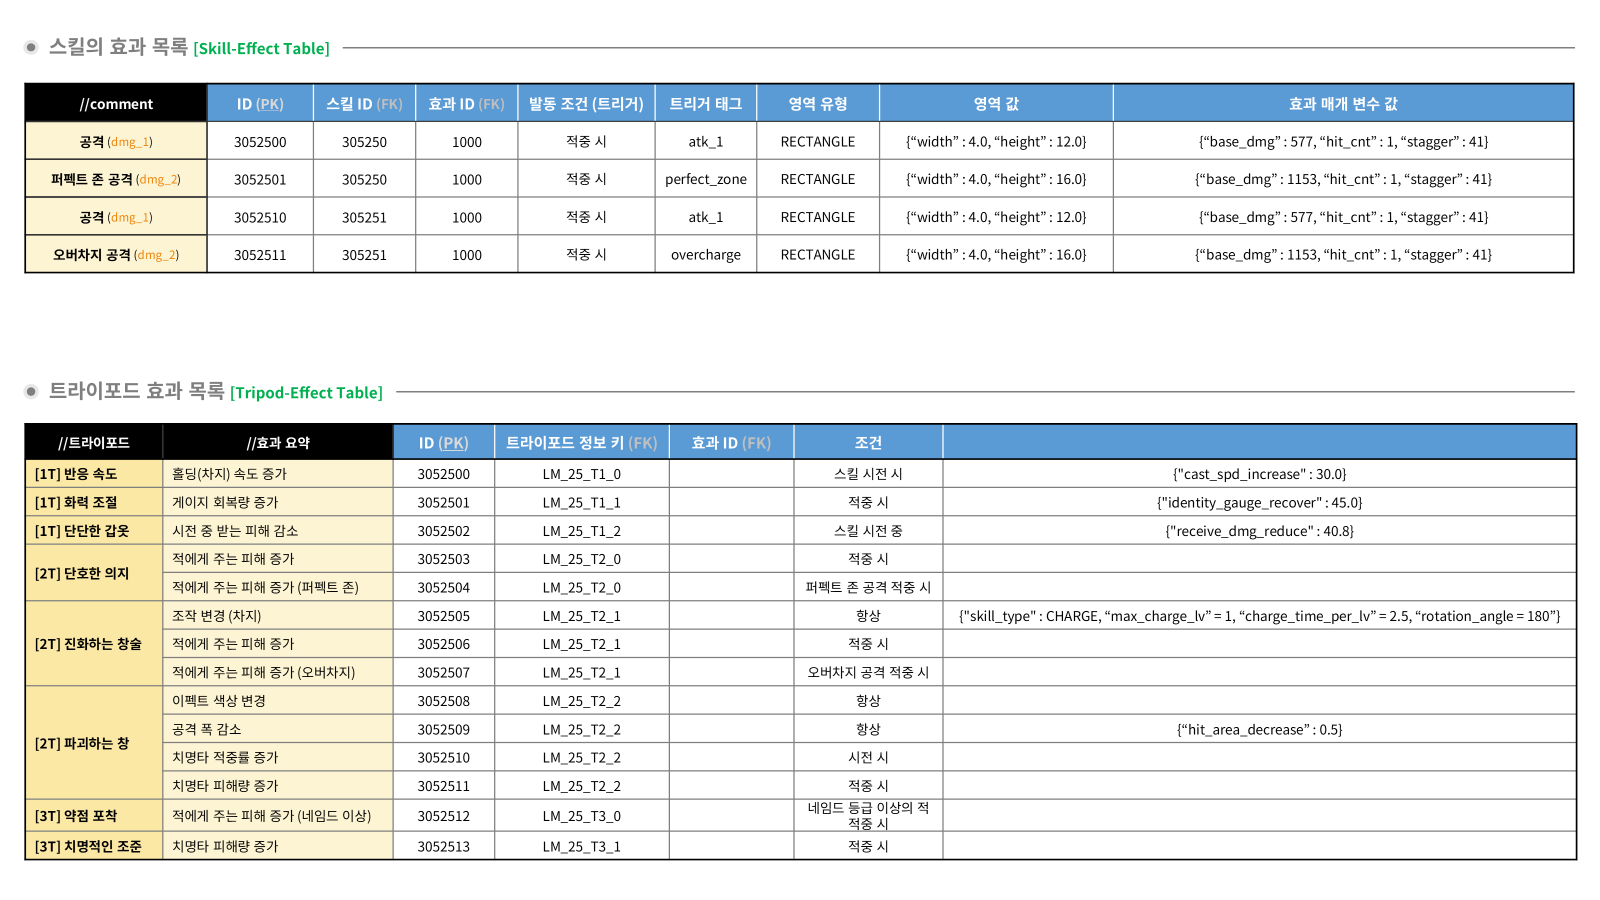 스킬의 효과 목록 [Skill-Effect Table]
//comment ID (PK) 스킬 ID (FK) 효과 ID (FK) 발동 조건 (트리거) 트리거 태그 영역 유형 영역 값 효과 매개 변수 값
공격 (dmg_1) 3052500 305250 1000 적중 시 atk_1 RECTANGLE {“width” : 4.0, “height” : 12.0} {“base_dmg” : 577, “hit_cnt” : 1, “stagger” : 41}
퍼펙트 존 공격 (dmg_2) 3052501 305250 1000 적중 시 perfect_zone RECTANGLE {“width” : 4.0, “height” : 16.0} {“base_dmg” : 1153, “hit_cnt” : 1, “stagger” : 41}
공격 (dmg_1) 3052510 305251 1000 적중 시 atk_1 RECTANGLE {“width” : 4.0, “height” : 12.0} {“base_dmg” : 577, “hit_cnt” : 1, “stagger” : 41}
오버차지 공격 (dmg_2) 3052511 305251 1000 적중 시 overcharge RECTANGLE {“width” : 4.0, “height” : 16.0} {“base_dmg” : 1153, “hit_cnt” : 1, “stagger” : 41}
트라이포드 효과 목록 [Tripod-Effect Table]
//트라이포드 //효과 요약 ID (PK) 트라이포드 정보 키 (FK) 효과 ID (FK) 조건
[1T] 반응 속도 홀딩(차지) 속도 증가 3052500 LM_25_T1_0 스킬 시전 시 {"cast_spd_increase" : 30.0}
[1T] 화력 조절 게이지 회복량 증가 3052501 LM_25_T1_1 적중 시 {"identity_gauge_recover" : 45.0}
[1T] 단단한 갑옷 시전 중 받는 피해 감소 3052502 LM_25_T1_2 스킬 시전 중 {"receive_dmg_reduce" : 40.8}
[2T] 단호한 의지 적에게 주는 피해 증가 3052503 LM_25_T2_0 적중 시
적에게 주는 피해 증가 (퍼펙트 존) 3052504 LM_25_T2_0 퍼펙트 존 공격 적중 시
[2T] 진화하는 창술 조작 변경 (차지) 3052505 LM_25_T2_1 항상 {"skill_type" : CHARGE, “max_charge_lv” = 1, “charge_time_per_lv” = 2.5, “rotation_angle = 180”}
적에게 주는 피해 증가 3052506 LM_25_T2_1 적중 시
적에게 주는 피해 증가 (오버차지) 3052507 LM_25_T2_1 오버차지 공격 적중 시
[2T] 파괴하는 창 이펙트 색상 변경 3052508 LM_25_T2_2 항상
공격 폭 감소 3052509 LM_25_T2_2 항상 {“hit_area_decrease” : 0.5}
치명타 적중률 증가 3052510 LM_25_T2_2 시전 시
치명타 피해량 증가 3052511 LM_25_T2_2 적중 시
[3T] 약점 포착 적에게 주는 피해 증가 (네임드 이상) 3052512 LM_25_T3_0 네임드 등급 이상의 적
적중 시
[3T] 치명적인 조준 치명타 피해량 증가 3052513 LM_25_T3_1 적중 시